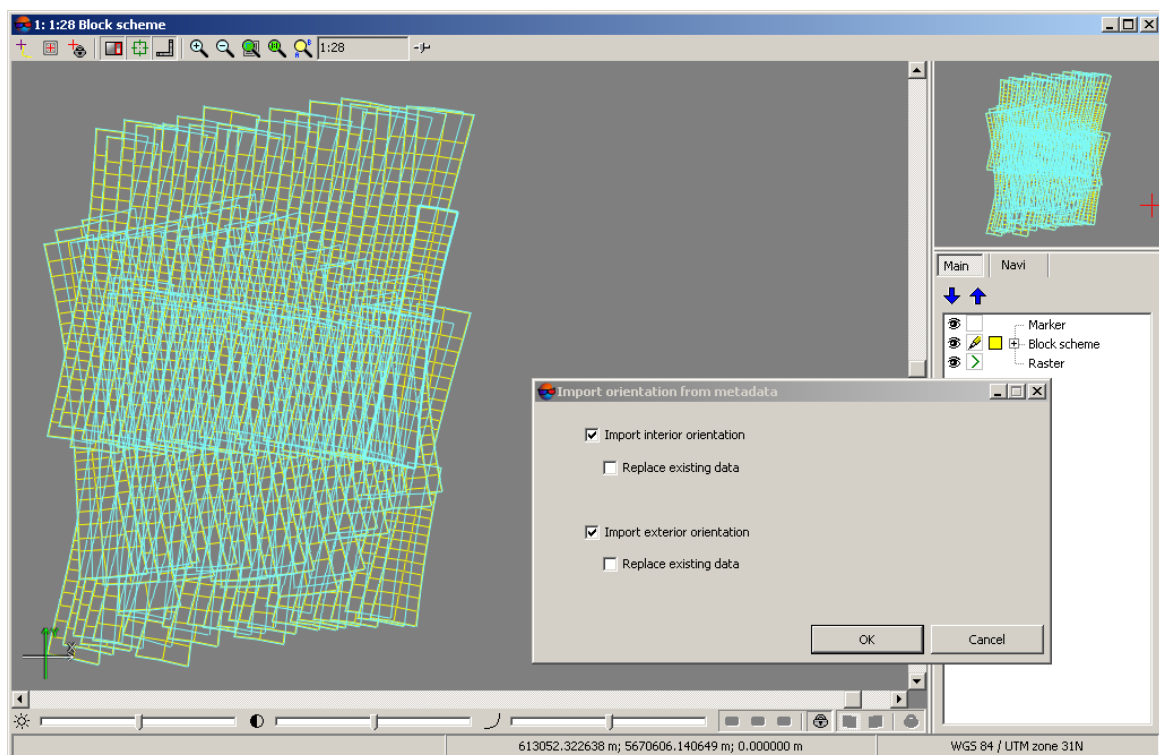 1: 1:28 Block scheme
1:28
Main Navi
Marker
Block scheme
Raster
Import orientation from metadata
Import interior orientation
Replace existing data
Import exterior orientation
Replace existing data
OK Cancel
X
613052.322638 m; 5670606.140649 m; 0.000000 m WGS 84 / UTM zone 31N